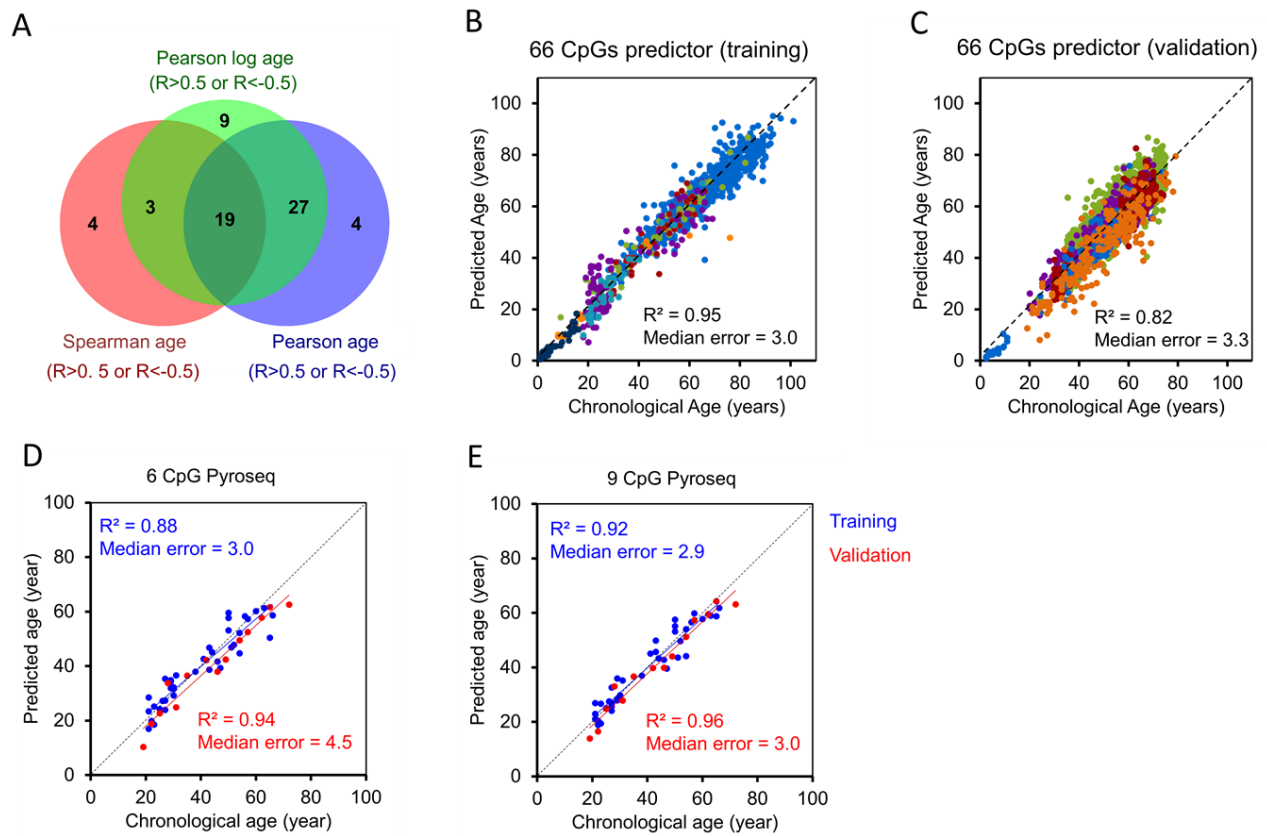 A
Pearson log age
(R>0.5 or R<-0.5)
9
4
3
19
27
4
Spearman age
(R>0. 5 or R<-0.5)
Pearson age
(R>0.5 or R<-0.5)
B
66 CpGs predictor (training)
Predicted Age (years)
100
80
60
40
20
0
R² = 0.95
Median error = 3.0
0 20 40 60 80 100
Chronological Age (years)
C
66 CpGs predictor (validation)
Predicted Age (years)
100
80
60
40
20
0
R² = 0.82
Median error = 3.3
0 20 40 60 80 100
Chronological Age (years)
D
6 CpG Pyroseq
Predicted age (year)
100
80
60
40
20
0
R² = 0.88
Median error = 3.0
R² = 0.94
Median error = 4.5
0 20 40 60 80 100
Chronological age (year)
E
9 CpG Pyroseq
Predicted age (year)
100
80
60
40
20
0
R² = 0.92
Median error = 2.9
R² = 0.96
Median error = 3.0
0 20 40 60 80 100
Chronological age (year)
Training
Validation